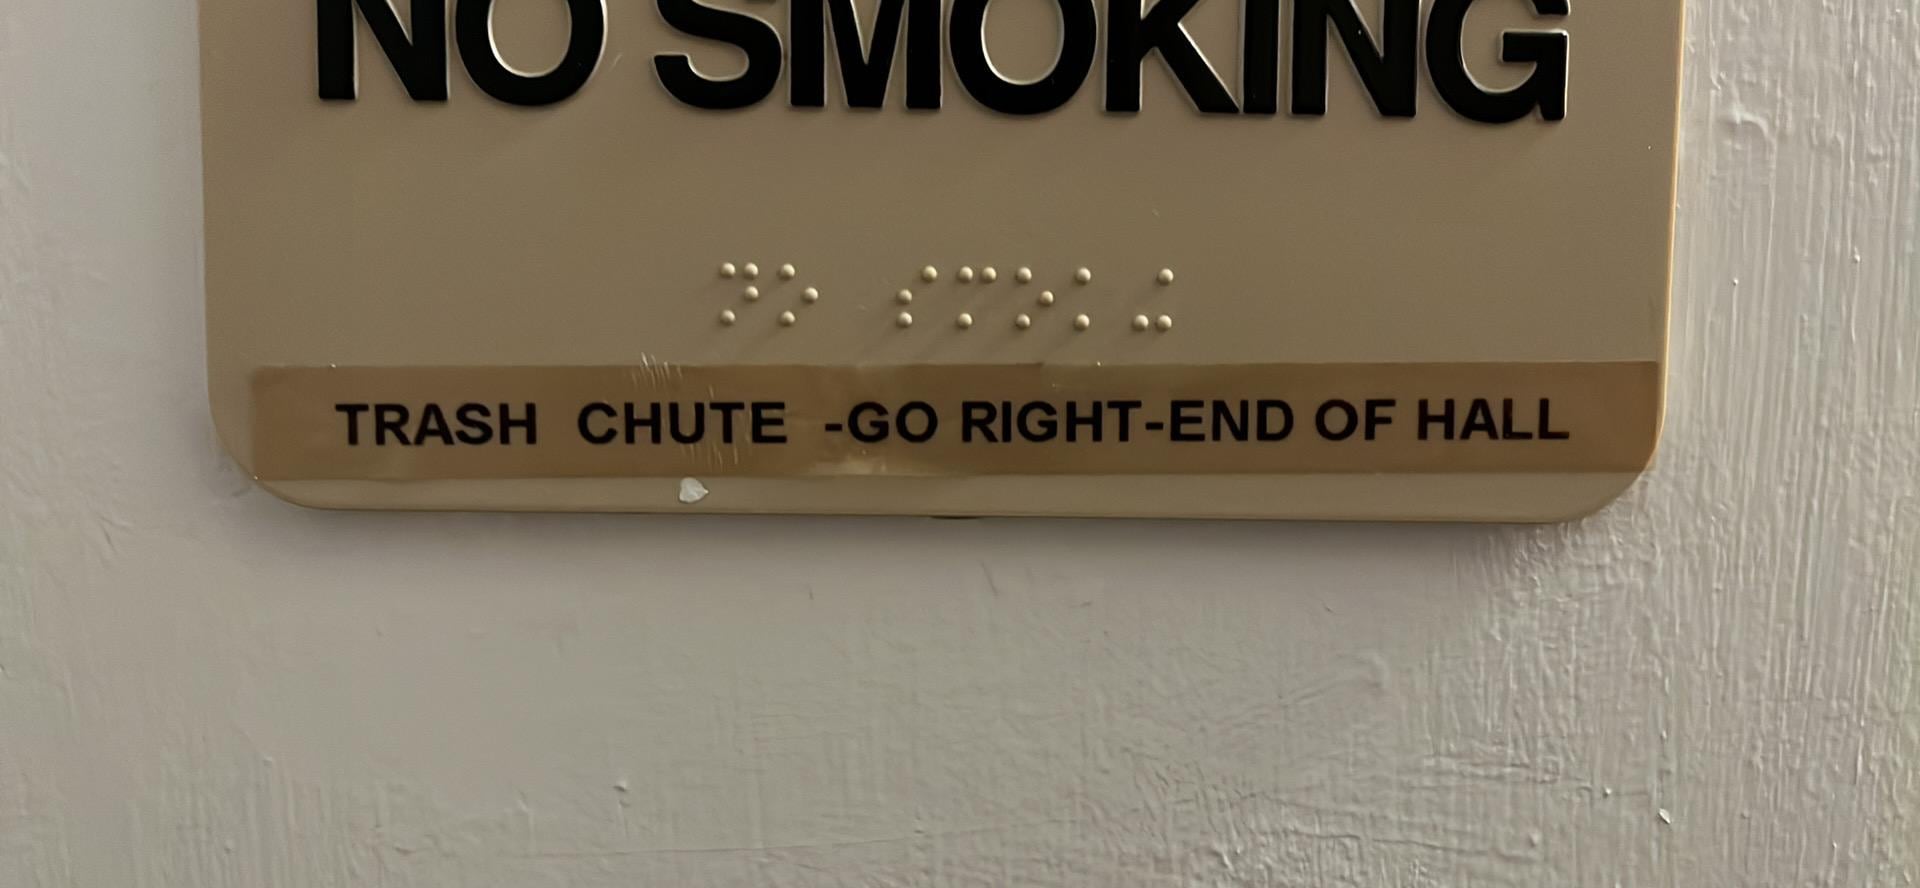 NO SMOKING
⠝⠕ ⠎⠍⠕⠅⠬
TRASH CHUTE -GO RIGHT-END OF HALL